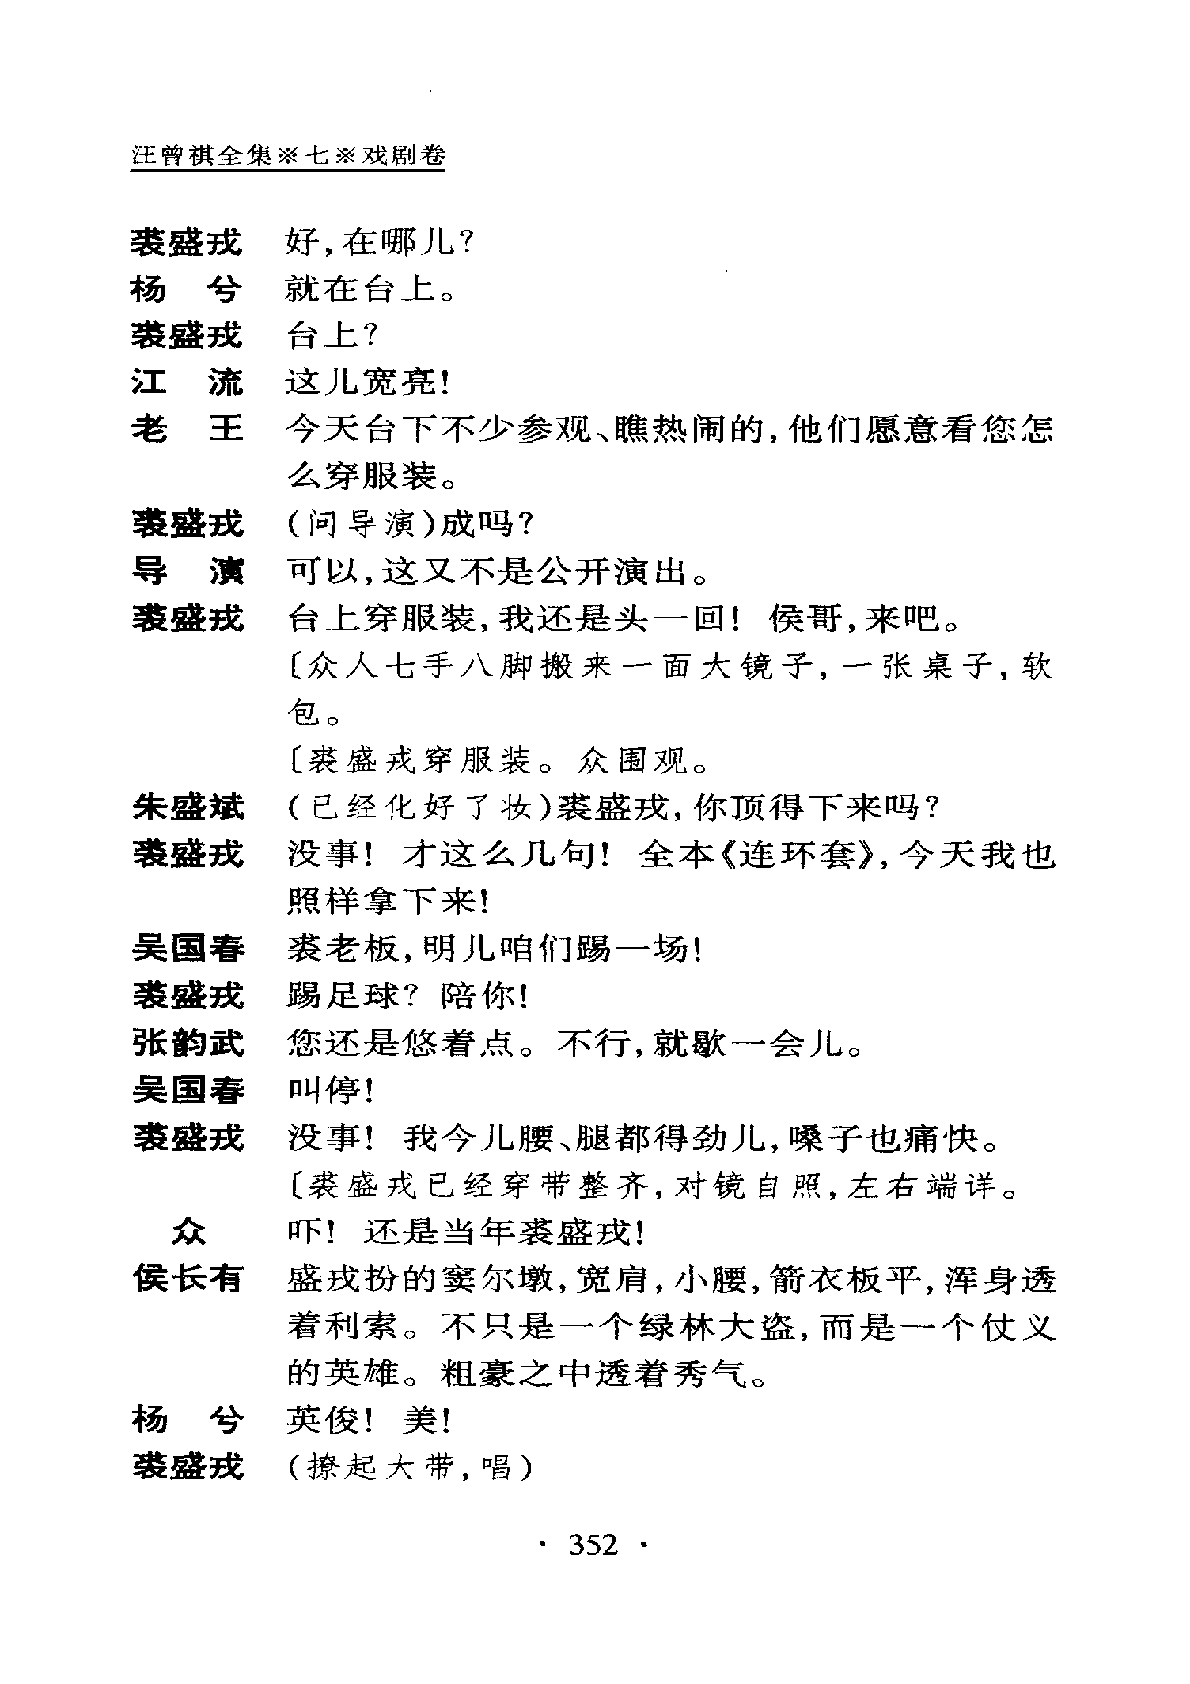 汪曾祺全集※七※戏剧卷
裘盛戎 好,在哪儿?
杨 兮 就在台上。
裘盛戎 台上?
江 流 这儿宽亮!
老 王 今天台下不少参观、瞧热闹的,他们愿意看您怎
么穿服装。
裘盛戎 (问导演)成吗?
导 演 可以,这又不是公开演出。
裘盛戎 台上穿服装,我还是头一回! 侯哥,来吧。
〔众人七手八脚搬来一面大镜子,一张桌子,软
包。
〔裘盛戎穿服装。众围观。
朱盛斌 (已经化好了妆)裘盛戎,你顶得下来吗?
裘盛戎 没事! 才这么几句! 全本《连环套》,今天我也
照样拿下来!
吴国春 裘老板,明儿咱们踢一场!
裘盛戎 踢足球? 陪你!
张韵武 您还是悠着点。不行,就歇一会儿。
吴国春 叫停!
裘盛戎 没事! 我今儿腰、腿都得劲儿,嗓子也痛快。
〔裘盛戎已经穿带整齐,对镜自照,左右端详。
众 吓! 还是当年裘盛戎!
侯长有 盛戎扮的窦尔墩,宽肩,小腰,箭衣板平,浑身透
着利索。不只是一个绿林大盗,而是一个仗义
的英雄。粗豪之中透着秀气。
杨 兮 英俊! 美!
裘盛戎 (撩起大带,唱)
· 352 ·